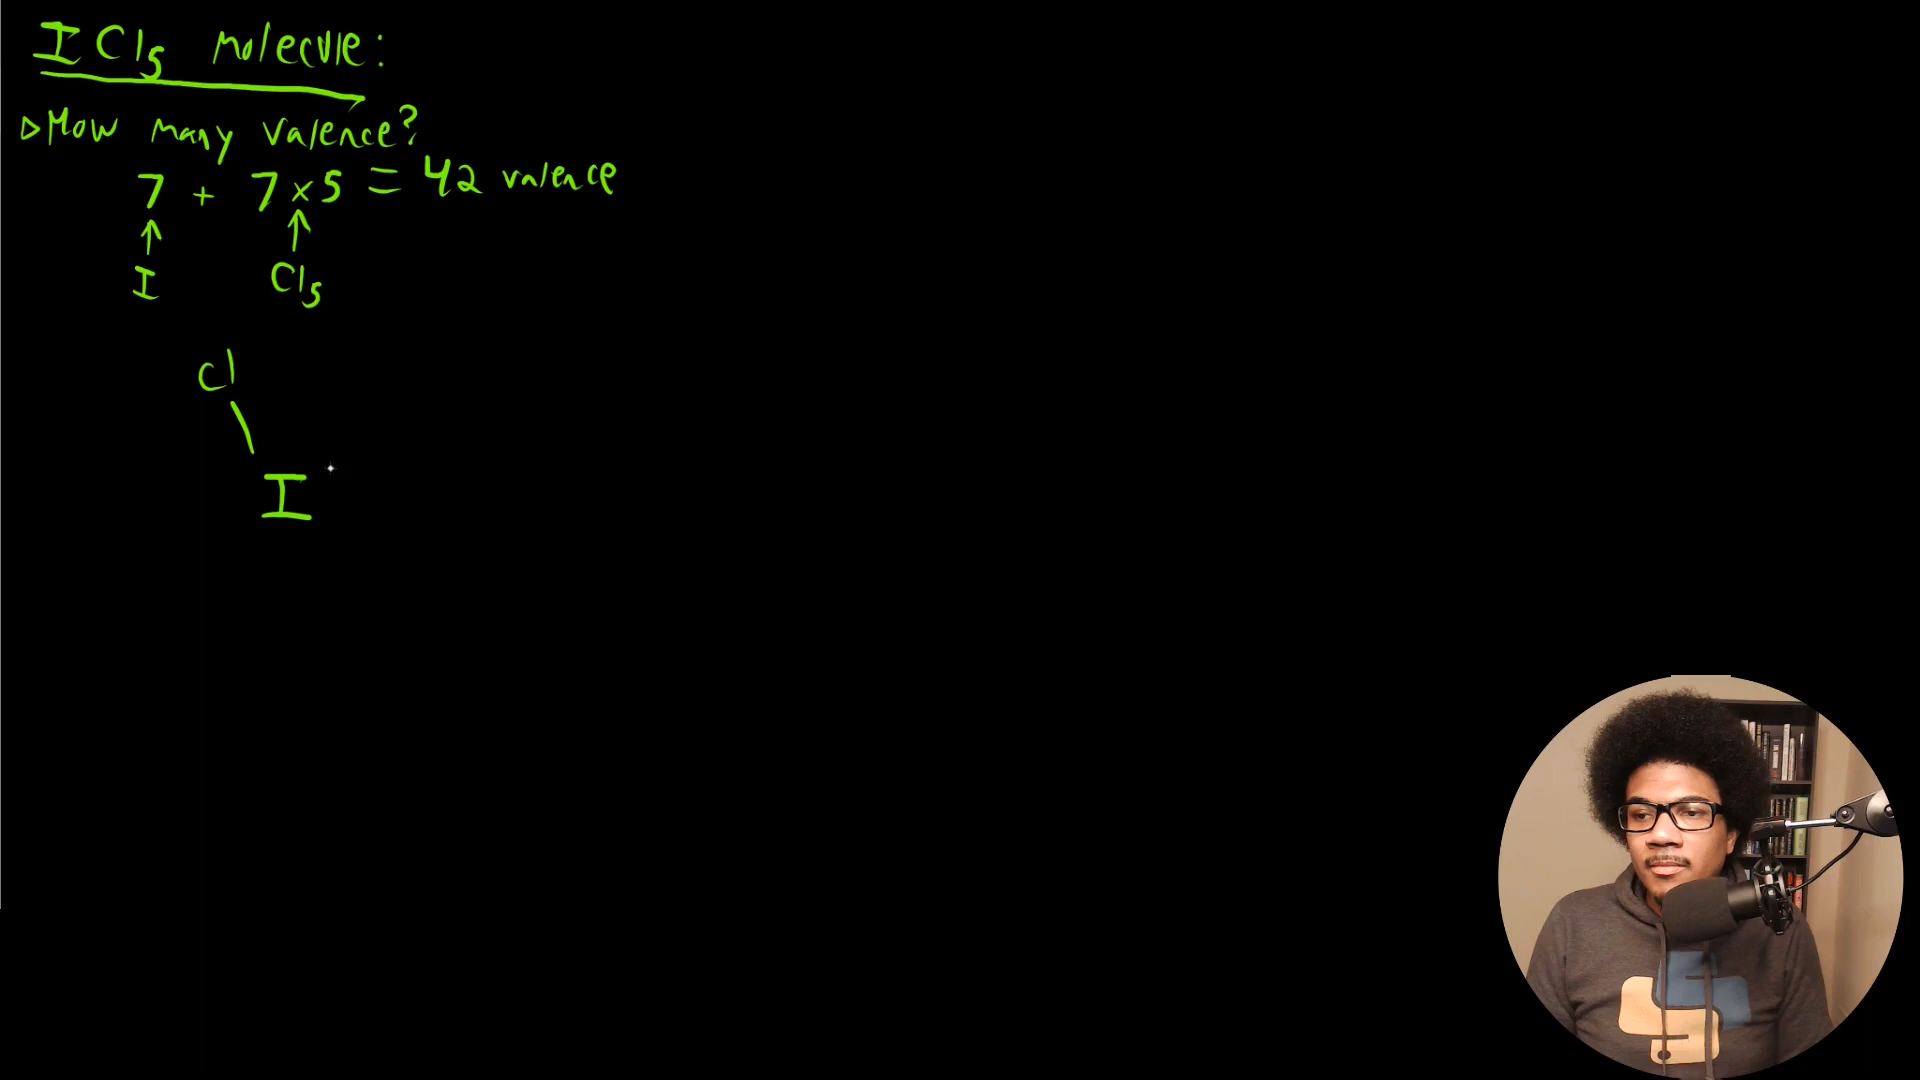 ICl5 Molecule:
▷How many valence?
7 + 7 x 5 = 42 valence
↑ ↑
I Cl5
Cl
\
I